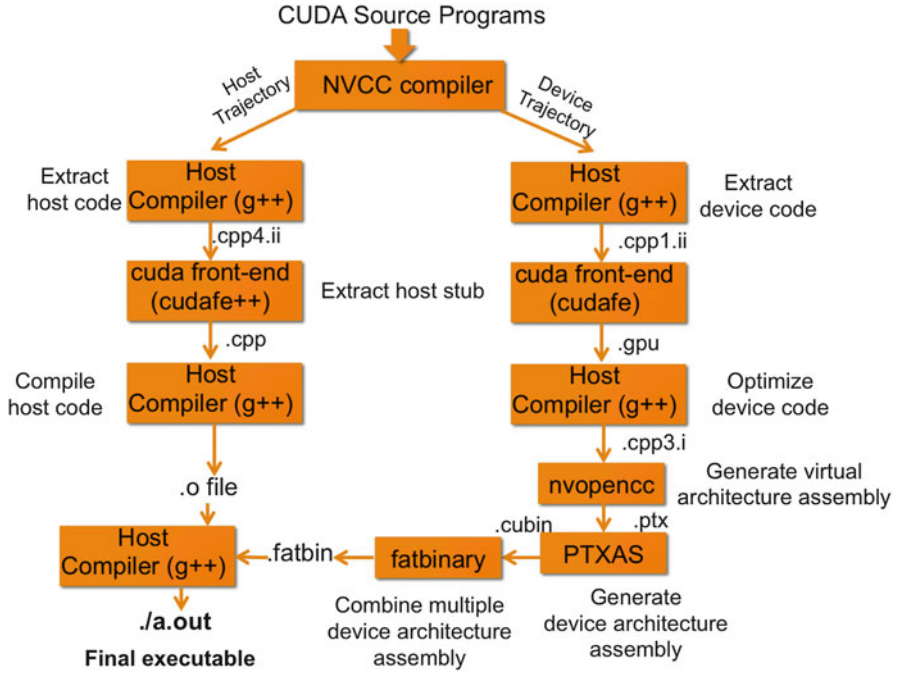 CUDA Source Programs
NVCC compiler
Host
Trajectory
Device
Trajectory
Extract
host code
Host
Compiler (g++)
Host
Compiler (g++)
Extract
device code
.cpp4.ii
.cpp1.ii
cuda front-end
(cudafe++)
Extract host stub
cuda front-end
(cudafe)
.cpp
.gpu
Compile
host code
Host
Compiler (g++)
Host
Compiler (g++)
Optimize
device code
.cpp3.i
.o file
nvopencc
Generate virtual
architecture assembly
.cubin
.ptx
Host
Compiler (g++)
.fatbin
fatbinary
PTXAS
Combine multiple
device architecture
assembly
Generate
device architecture
assembly
./a.out
Final executable